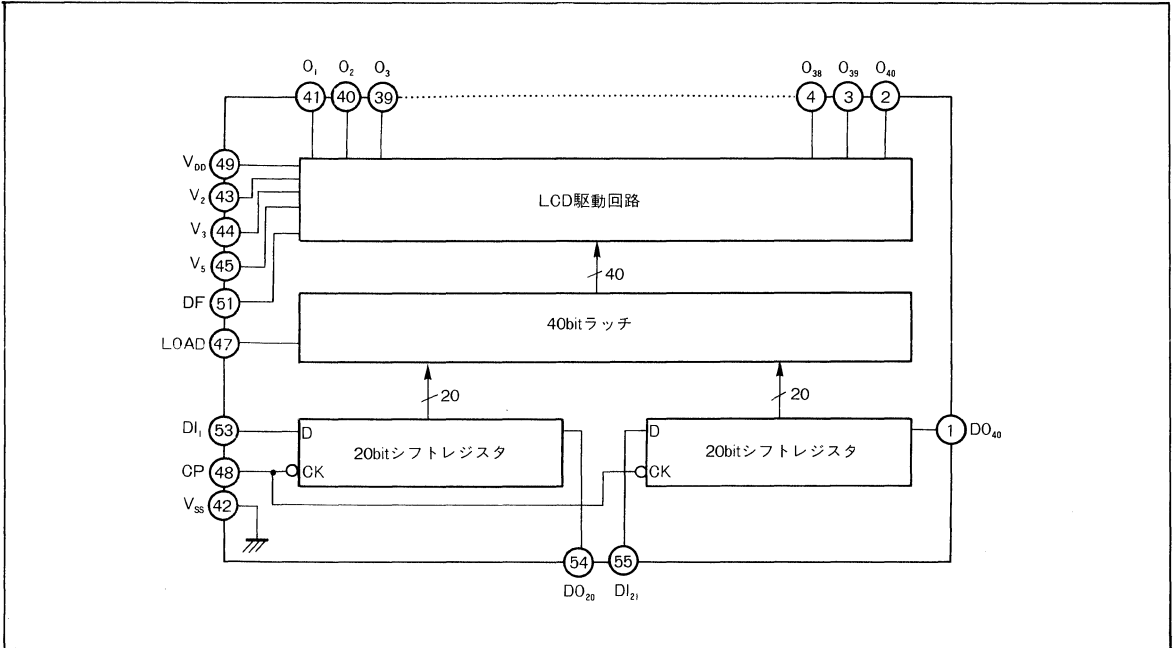 O₁ O₂ O₃ O₃₈ O₃₉ O₄₀
41 40 39 4 3 2
V_DD 49
V₂ 43
LCD駆動回路
V₃ 44
V₅ 45
40
DF 51
40bitラッチ
LOAD 47
20 20
DI₁ 53 D D 1 DO₄₀
20bitシフトレジスタ 20bitシフトレジスタ
CP 48 CK CK
V_SS 42
54 55
DO₂₀ DI₂₁